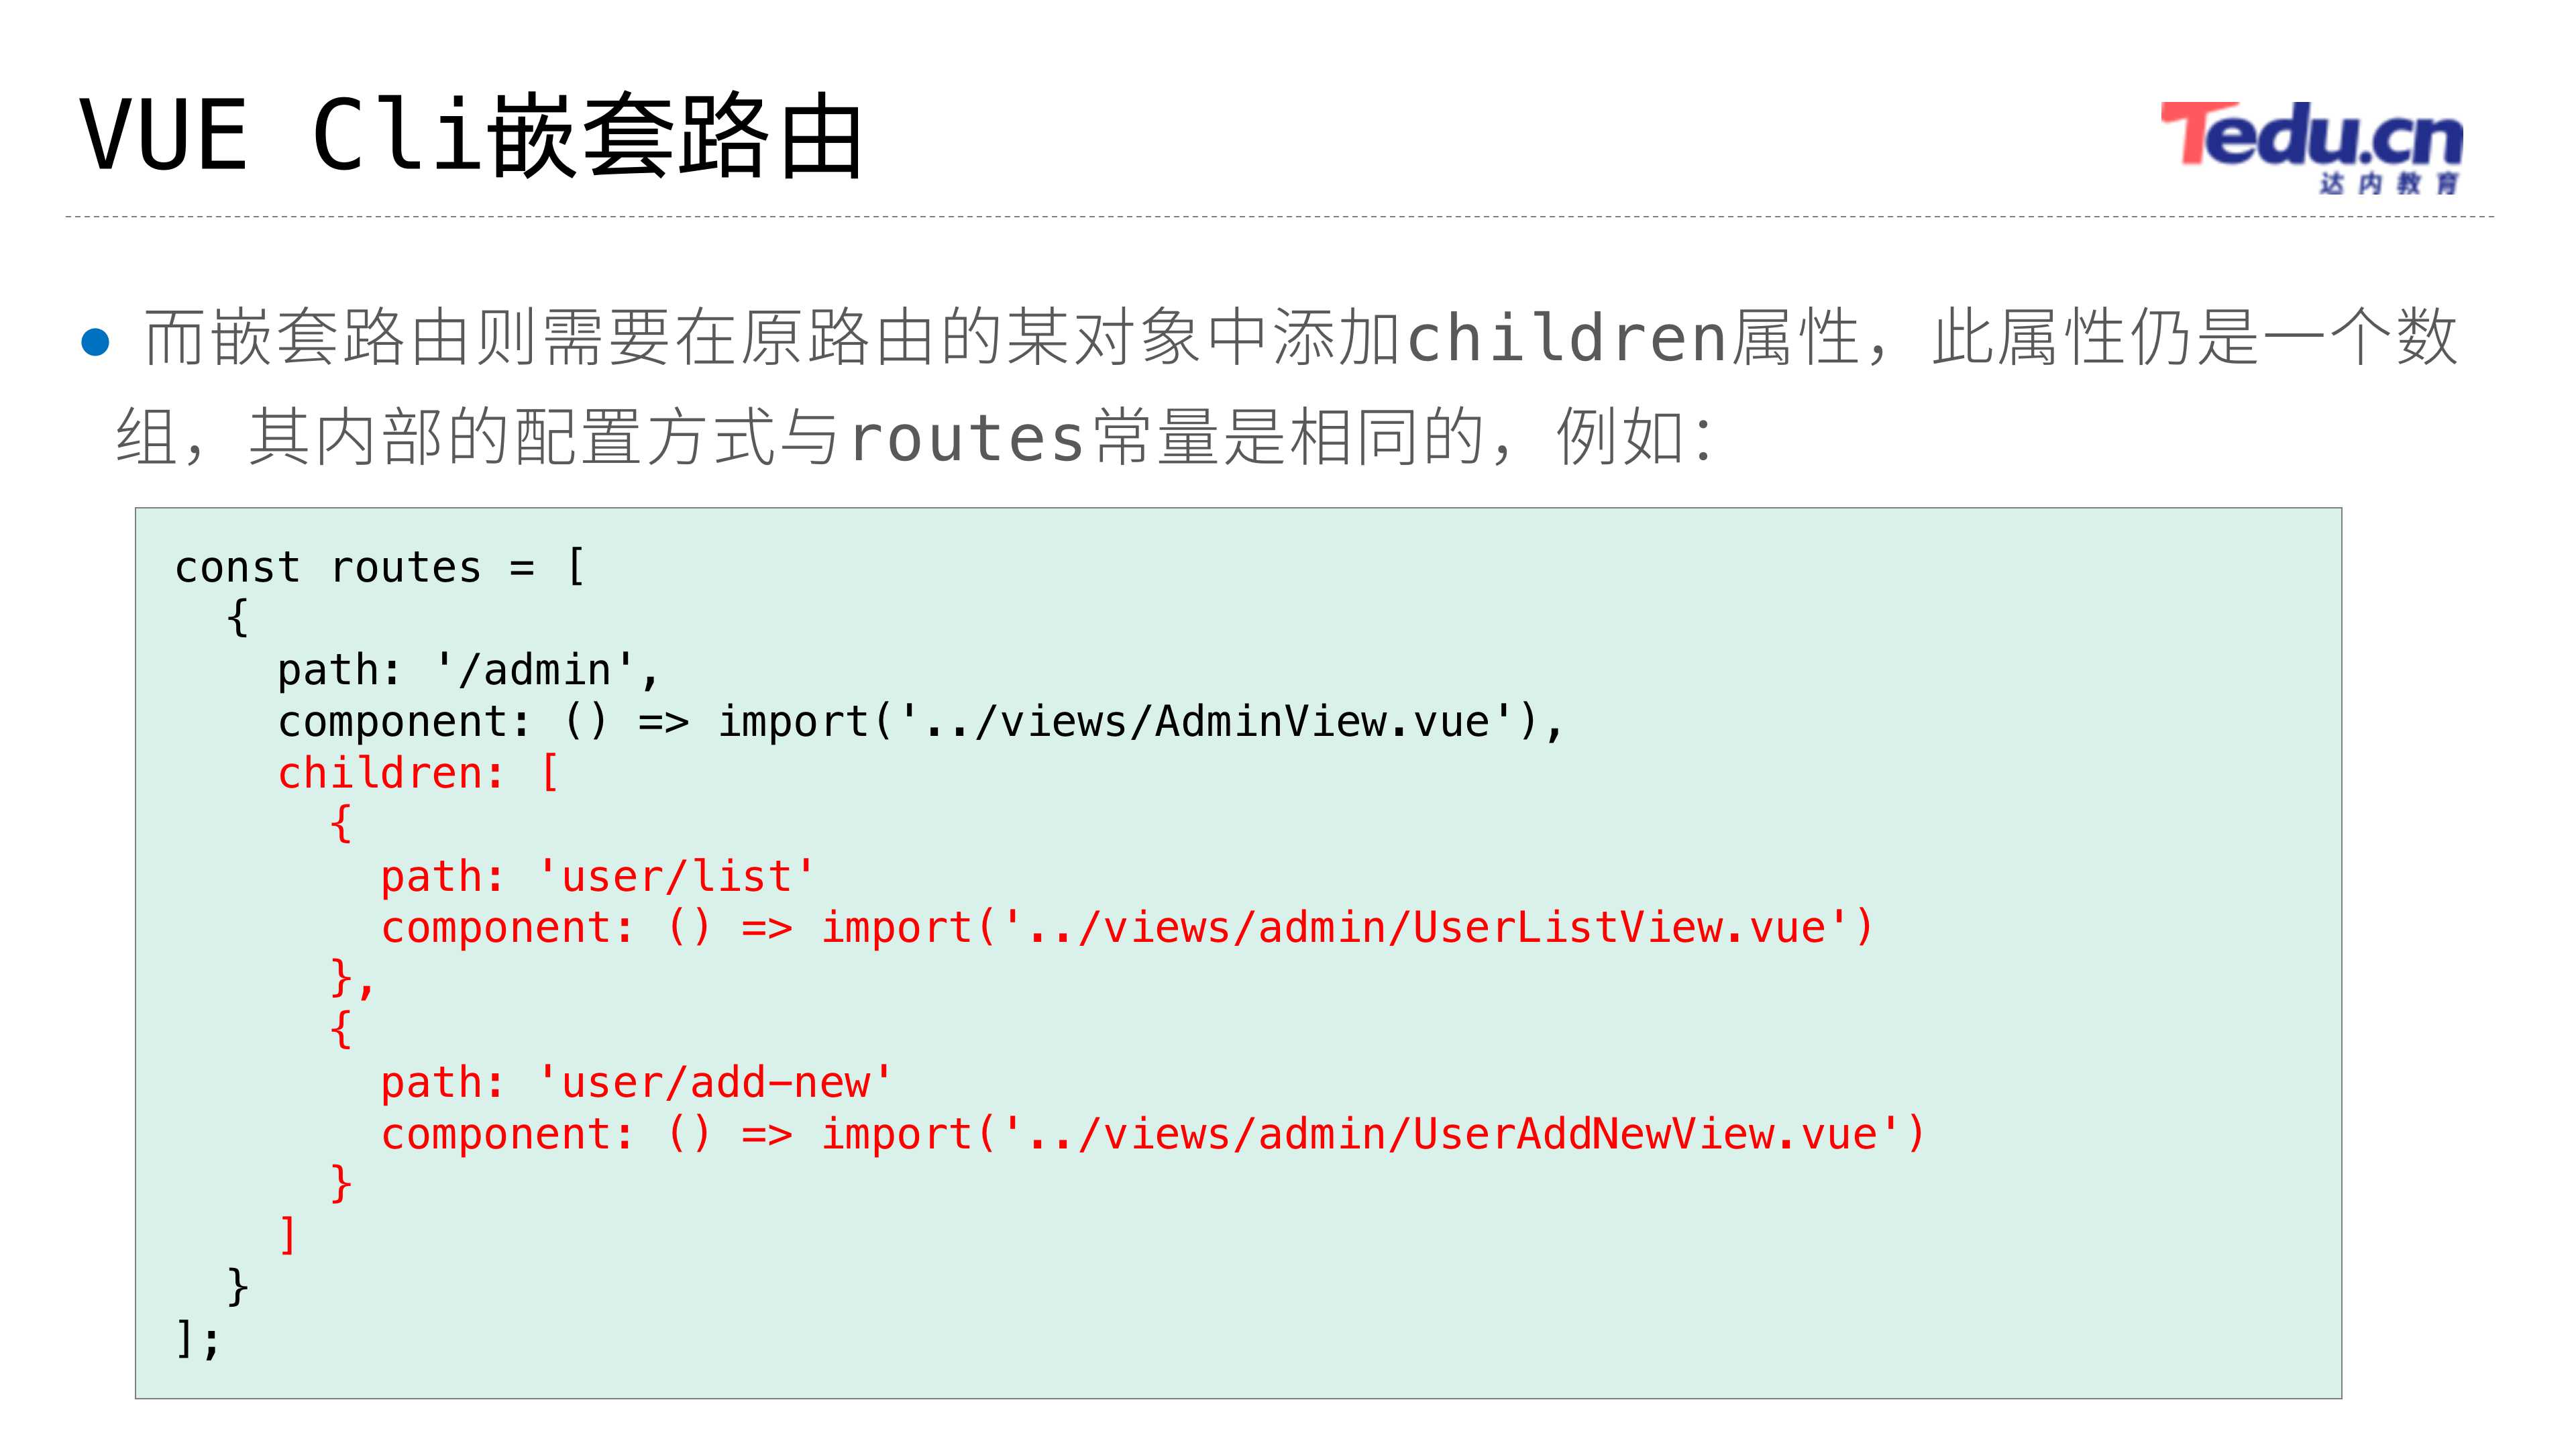 VUE Cli嵌套路由
Tedu.cn
达内教育
● 而嵌套路由则需要在原路由的某对象中添加children属性，此属性仍是一个数
组，其内部的配置方式与routes常量是相同的，例如：
const routes = [
  {
    path: '/admin',
    component: () => import('../views/AdminView.vue'),
    children: [
      {
        path: 'user/list'
        component: () => import('../views/admin/UserListView.vue')
      },
      {
        path: 'user/add-new'
        component: () => import('../views/admin/UserAddNewView.vue')
      }
    ]
  }
];